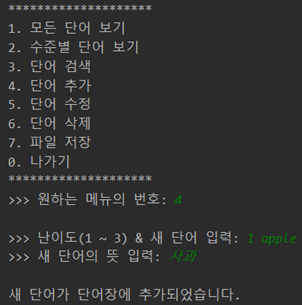 ********************
1. 모든 단어 보기
2. 수준별 단어 보기
3. 단어 검색
4. 단어 추가
5. 단어 수정
6. 단어 삭제
7. 파일 저장
0. 나가기
********************
>>> 원하는 메뉴의 번호: 4
>>> 난이도(1 ~ 3) & 새 단어 입력: 1 apple
>>> 새 단어의 뜻 입력: 사과
새 단어가 단어장에 추가되었습니다.